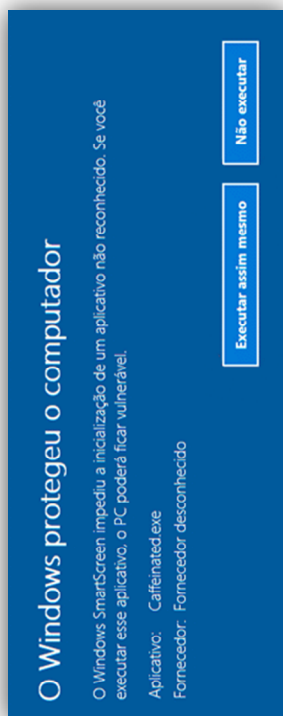 O Windows protegeu o computador
O Windows SmartScreen impediu a inicialização de um aplicativo não reconhecido. Se você
executar esse aplicativo, o PC poderá ficar vulnerável.
Aplicativo: Caffeinated.exe
Fornecedor: Fornecedor desconhecido
Executar assim mesmo
Não executar